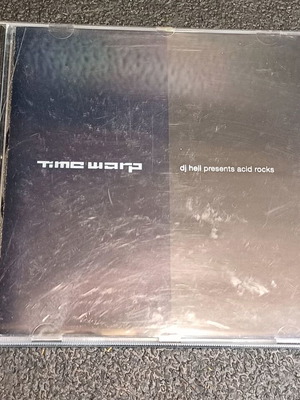 Time warp
dj hell presents acid rocks